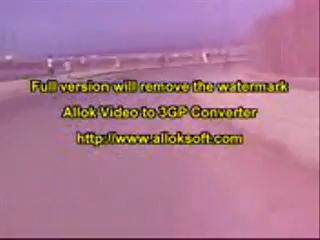 Full version will remove the watermark
Allok Video to 3GP Converter
http://www.alloksoft.com